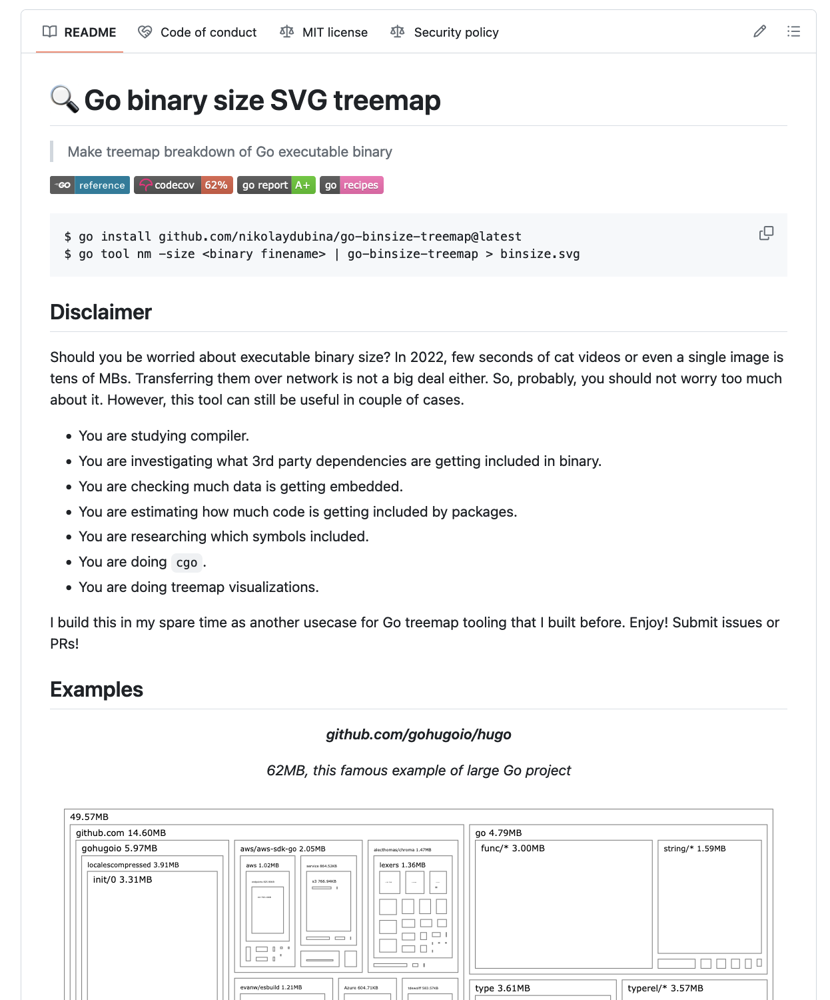 README Code of conduct MIT license Security policy
Go binary size SVG treemap
Make treemap breakdown of Go executable binary
GO reference codecov 62% go report A+ go recipes
$ go install github.com/nikolaydubina/go-binsize-treemap@latest
$ go tool nm -size <binary finename> | go-binsize-treemap > binsize.svg
Disclaimer
Should you be worried about executable binary size? In 2022, few seconds of cat videos or even a single image is
tens of MBs. Transferring them over network is not a big deal either. So, probably, you should not worry too much
about it. However, this tool can still be useful in couple of cases.
• You are studying compiler.
• You are investigating what 3rd party dependencies are getting included in binary.
• You are checking much data is getting embedded.
• You are estimating how much code is getting included by packages.
• You are researching which symbols included.
• You are doing cgo.
• You are doing treemap visualizations.
I build this in my spare time as another usecase for Go treemap tooling that I built before. Enjoy! Submit issues or
PRs!
Examples
github.com/gohugoio/hugo
62MB, this famous example of large Go project
49.57MB
github.com 14.60MB
go 4.79MB
gohugoio 5.97MB
aws/aws-sdk-go 2.05MB
alecthomas/chroma 1.47MB
func/* 3.00MB
string/* 1.59MB
localescompressed 3.91MB
aws 1.02MB
service 864.52KB
lexers 1.36MB
init/0 3.31MB
s3 766.94KB
evanw/esbuild 1.21MB
Azure 604.71KB
tdewolff 583.57KB
type 3.61MB
typerel/* 3.57MB